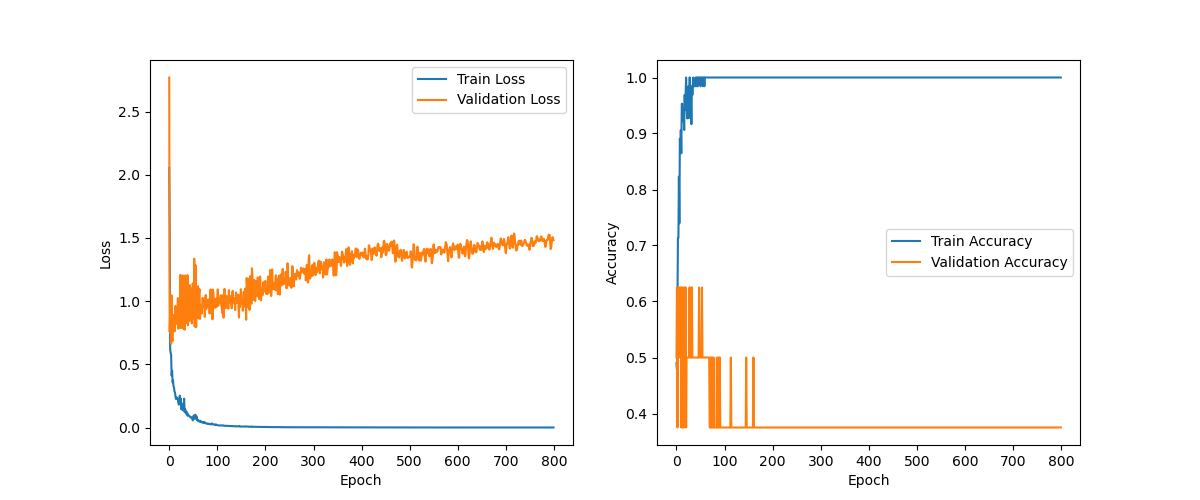 Train Loss
Validation Loss
2.5
2.0
1.5
1.0
0.5
0.0
Loss
0 100 200 300 400 500 600 700 800
Epoch
1.0
0.9
0.8
0.7
0.6
0.5
0.4
Accuracy
Train Accuracy
Validation Accuracy
0 100 200 300 400 500 600 700 800
Epoch